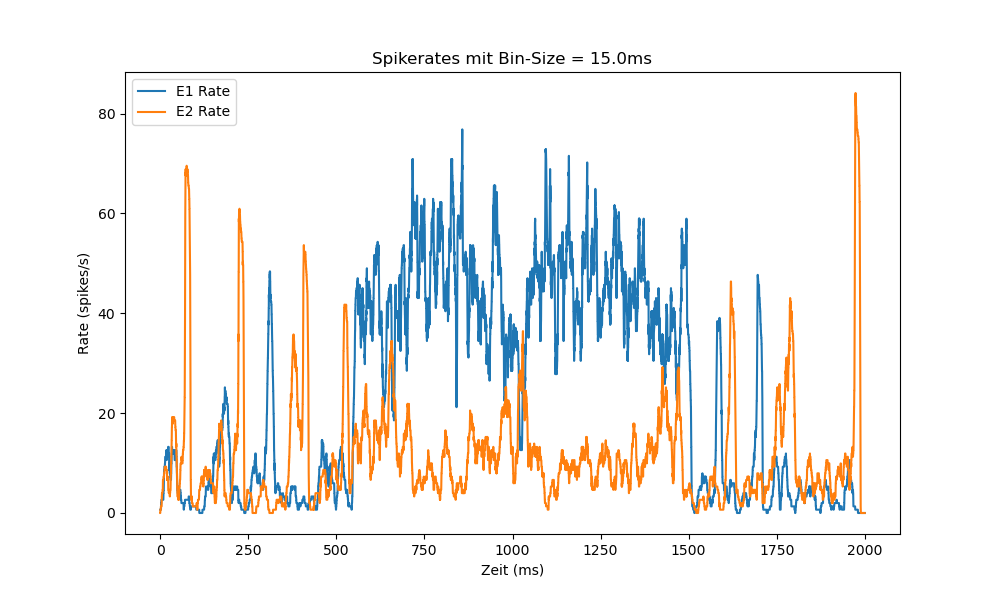 Spikerates mit Bin-Size = 15.0ms
E1 Rate
E2 Rate
Rate (spikes/s)
80
60
40
20
0
0 250 500 750 1000 1250 1500 1750 2000
Zeit (ms)